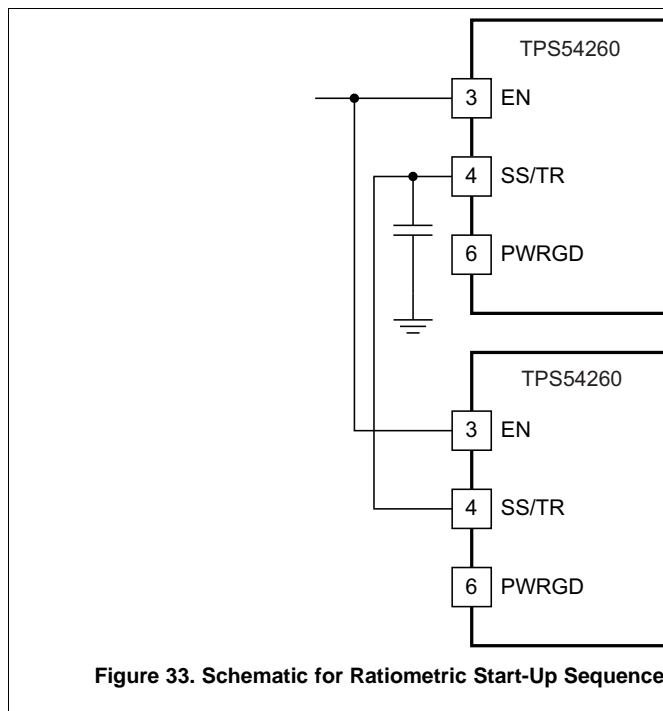 TPS54260
3 EN
4 SS/TR
6 PWRGD
TPS54260
3 EN
4 SS/TR
6 PWRGD
Figure 33. Schematic for Ratiometric Start-Up Sequence